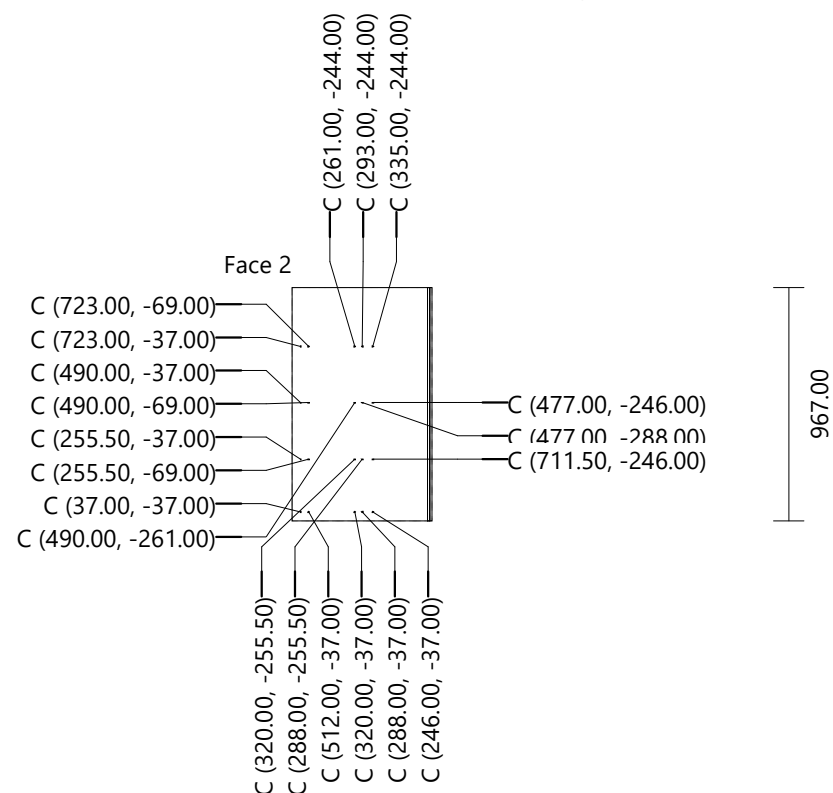 C (261.00, -244.00)
C (293.00, -244.00)
C (335.00, -244.00)
Face 2
C (723.00, -69.00)
C (723.00, -37.00)
C (490.00, -37.00)
C (490.00, -69.00)
C (255.50, -37.00)
C (255.50, -69.00)
C (37.00, -37.00)
C (490.00, -261.00)
C (477.00, -246.00)
C (477.00, -288.00)
C (711.50, -246.00)
967.00
C (320.00, -255.50)
C (288.00, -255.50)
C (512.00, -37.00)
C (320.00, -37.00)
C (288.00, -37.00)
C (246.00, -37.00)